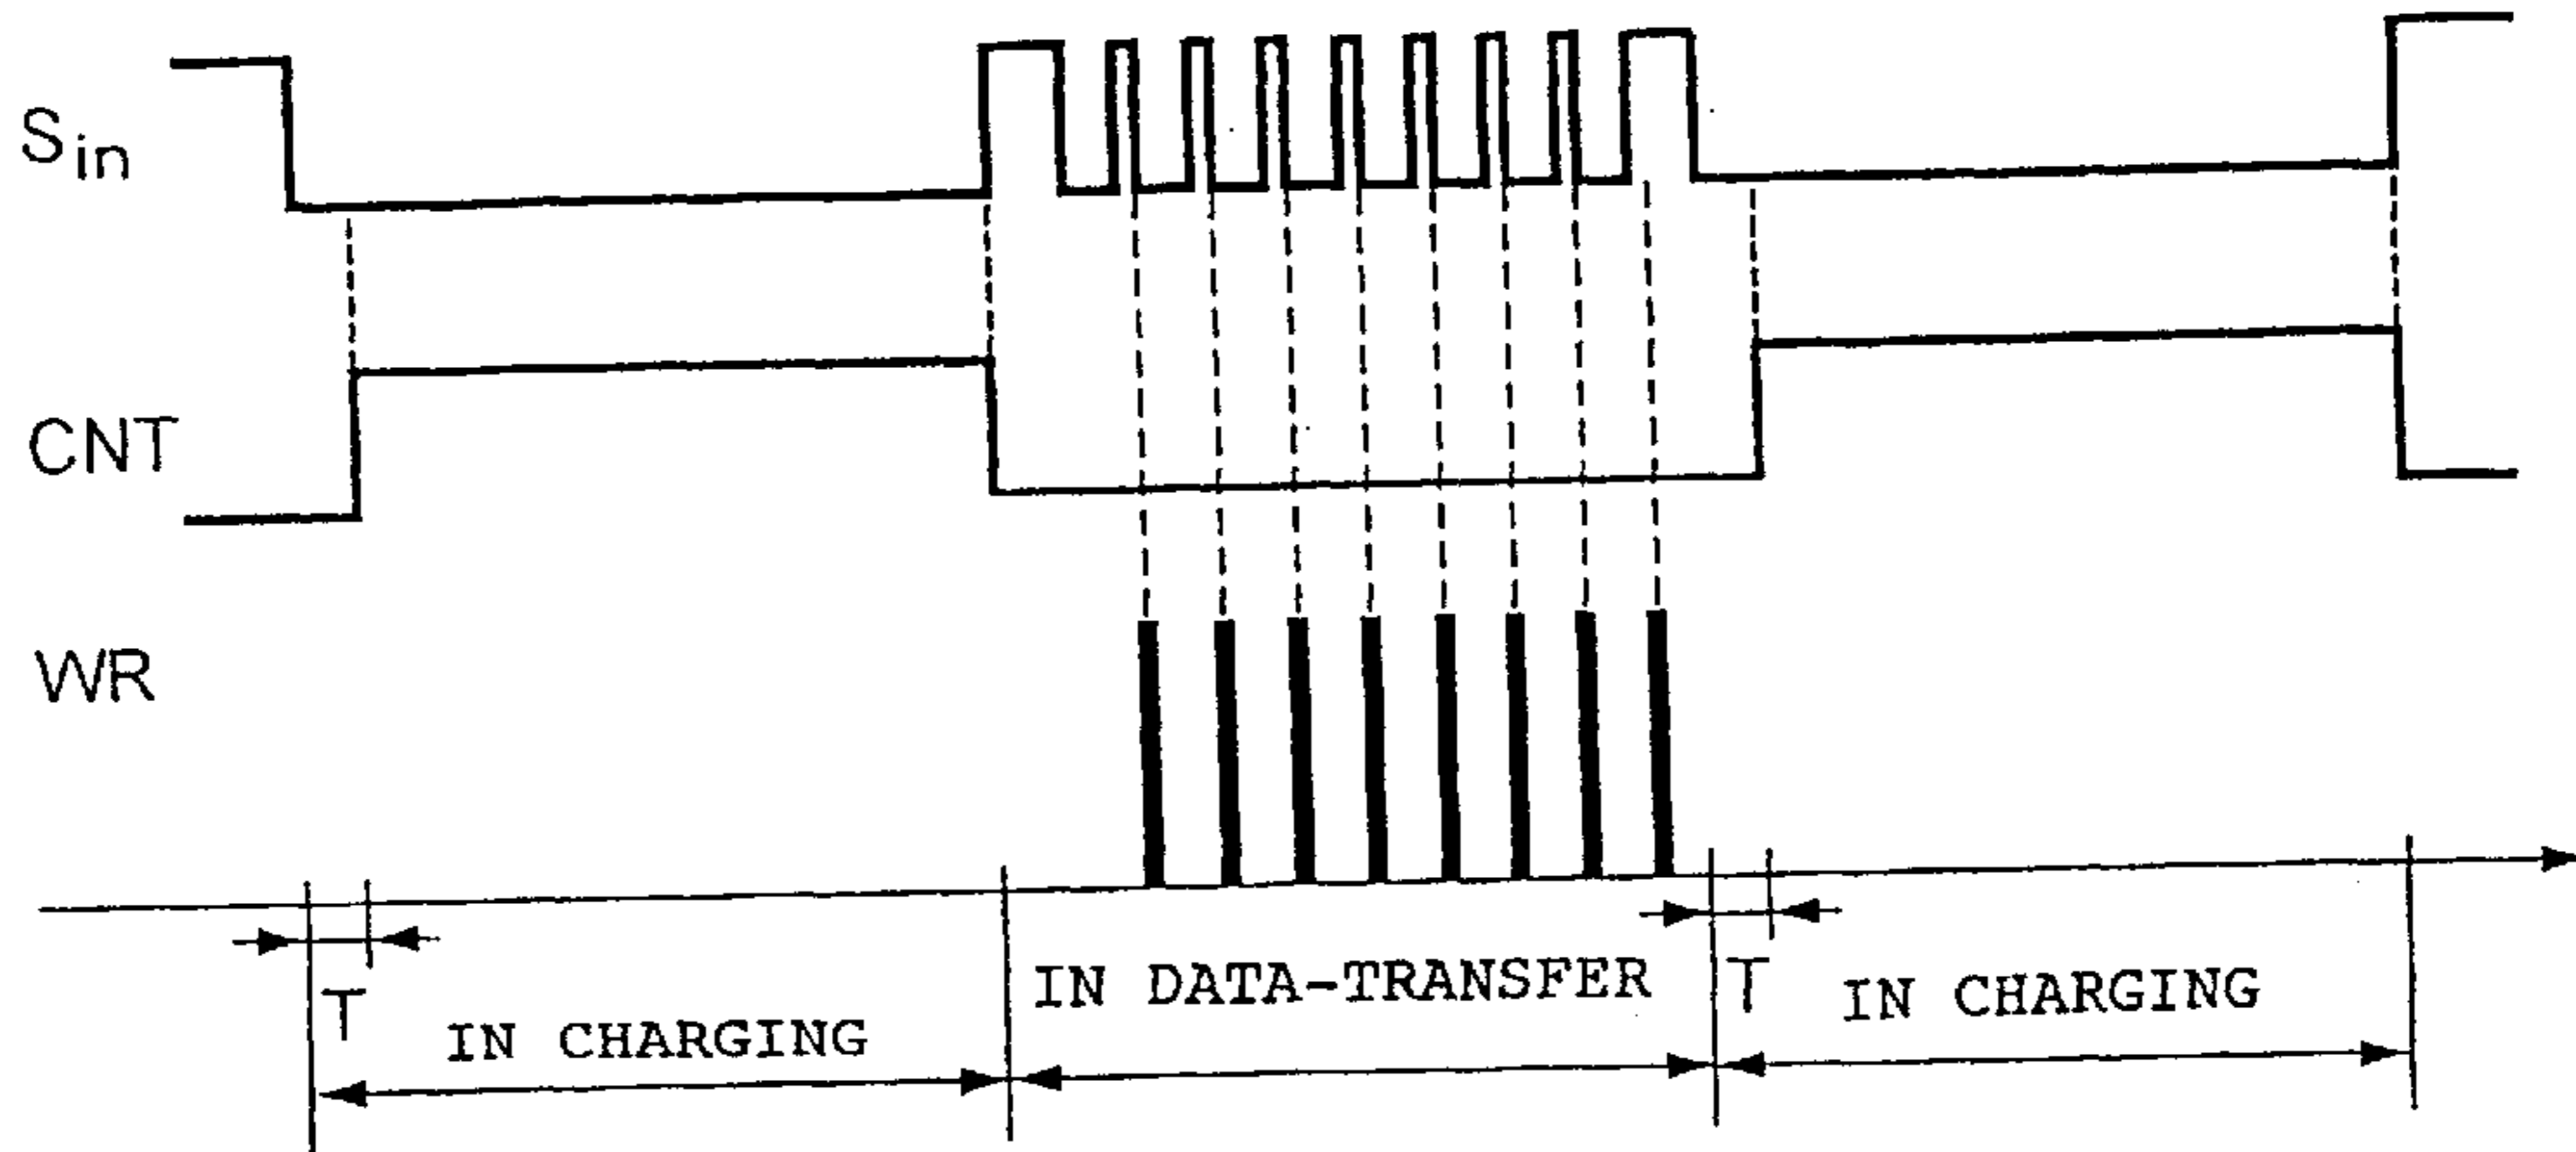 Sin
CNT
WR
T
IN CHARGING
IN DATA-TRANSFER
T
IN CHARGING